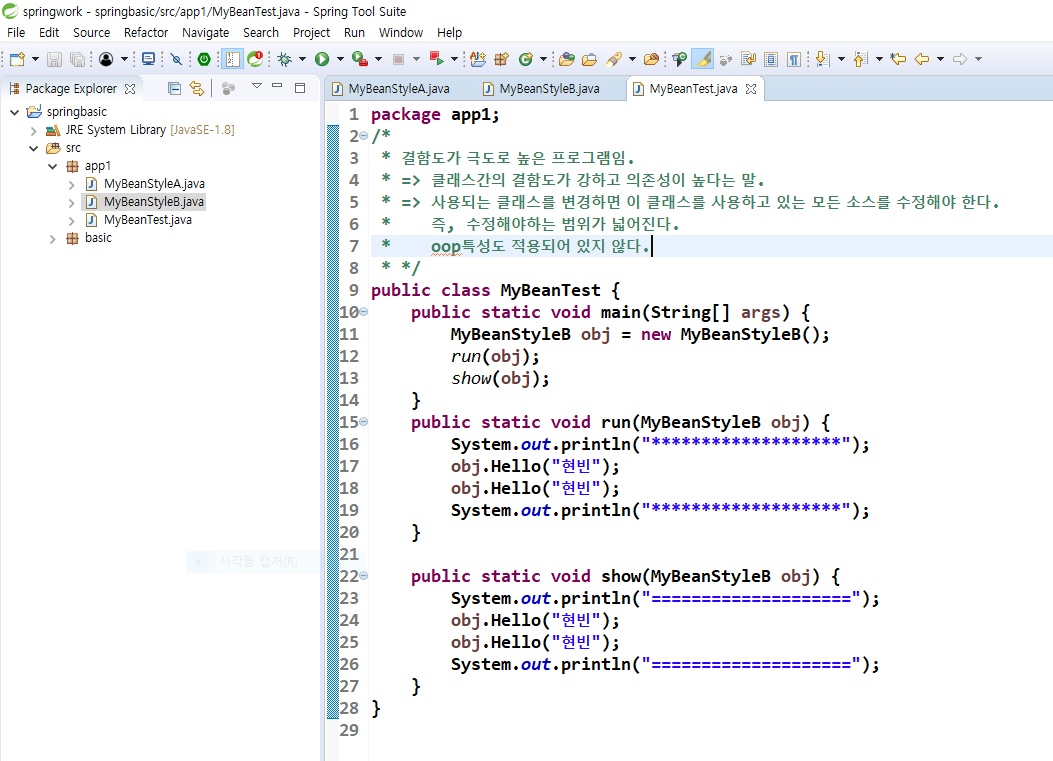 springwork - springbasic/src/app1/MyBeanTest.java - Spring Tool Suite
File Edit Source Refactor Navigate Search Project Run Window Help
Package Explorer
springbasic
JRE System Library [JavaSE-1.8]
src
app1
MyBeanStyleA.java
MyBeanStyleB.java
MyBeanTest.java
basic
사각형 캡처(R)
MyBeanStyleA.java MyBeanStyleB.java MyBeanTest.java
1 package app1;
2 /*
3 * 결함도가 극도로 높은 프로그램임.
4 * => 클래스간의 결함도가 강하고 의존성이 높다는 말.
5 * => 사용되는 클래스를 변경하면 이 클래스를 사용하고 있는 모든 소스를 수정해야 한다.
6 * 즉, 수정해야하는 범위가 넓어진다.
7 * oop특성도 적용되어 있지 않다.
8 * */
9 public class MyBeanTest {
10 public static void main(String[] args) {
11 MyBeanStyleB obj = new MyBeanStyleB();
12 run(obj);
13 show(obj);
14 }
15 public static void run(MyBeanStyleB obj) {
16 System.out.println("*******************");
17 obj.Hello("현빈");
18 obj.Hello("현빈");
19 System.out.println("*******************");
20 }
21
22 public static void show(MyBeanStyleB obj) {
23 System.out.println("====================");
24 obj.Hello("현빈");
25 obj.Hello("현빈");
26 System.out.println("====================");
27 }
28 }
29